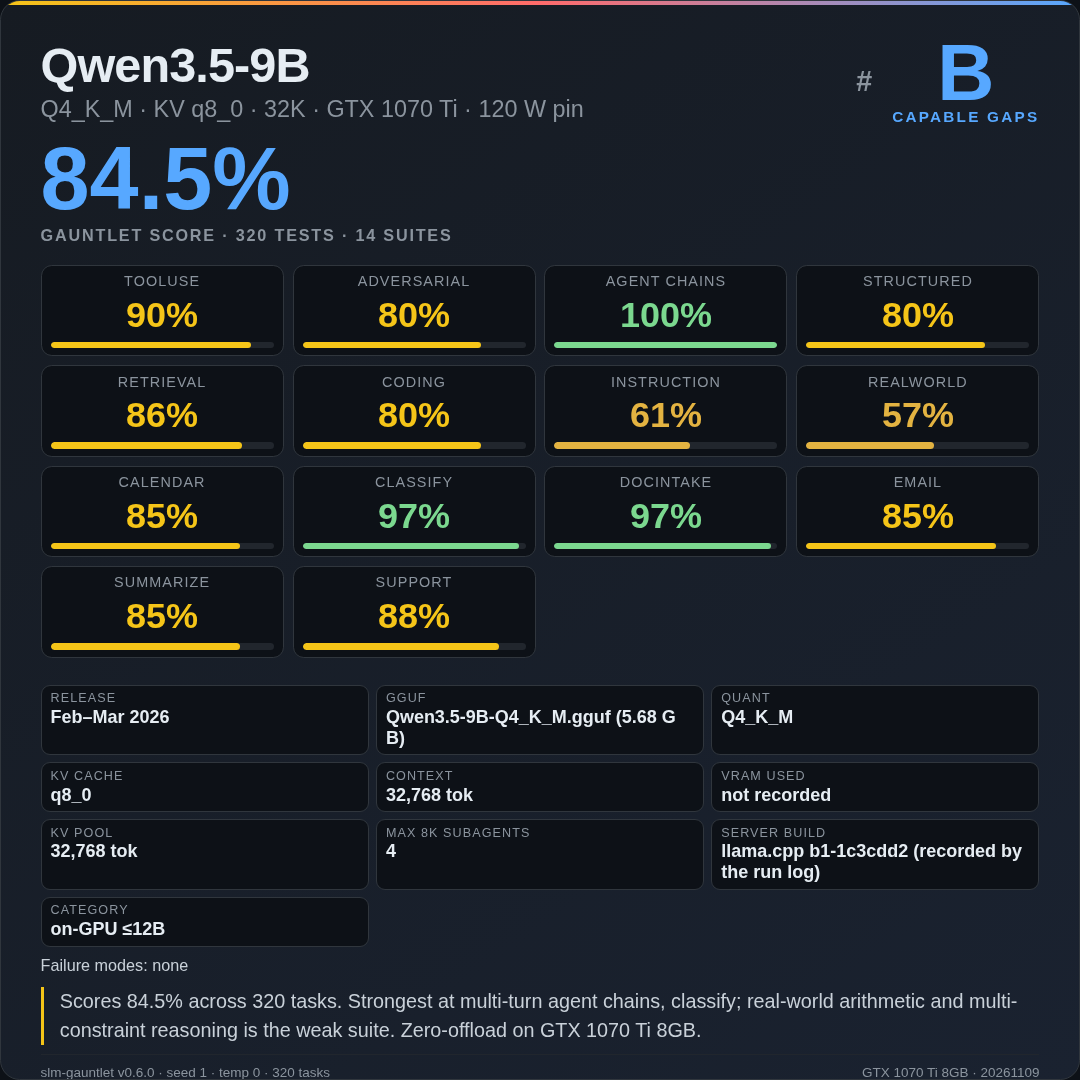 Qwen3.5-9B
# B
Q4_K_M · KV q8_0 · 32K · GTX 1070 Ti · 120 W pin
CAPABLE GAPS
84.5%
GAUNTLET SCORE · 320 TESTS · 14 SUITES
TOOLUSE
90%
ADVERSARIAL
80%
AGENT CHAINS
100%
STRUCTURED
80%
RETRIEVAL
86%
CODING
80%
INSTRUCTION
61%
REALWORLD
57%
CALENDAR
85%
CLASSIFY
97%
DOCINTAKE
97%
EMAIL
85%
SUMMARIZE
85%
SUPPORT
88%
RELEASE
Feb–Mar 2026
GGUF
Qwen3.5-9B-Q4_K_M.gguf (5.68 G
B)
QUANT
Q4_K_M
KV CACHE
q8_0
CONTEXT
32,768 tok
VRAM USED
not recorded
KV POOL
32,768 tok
MAX 8K SUBAGENTS
4
SERVER BUILD
llama.cpp b1-1c3cdd2 (recorded by
the run log)
CATEGORY
on-GPU ≤12B
Failure modes: none
Scores 84.5% across 320 tasks. Strongest at multi-turn agent chains, classify; real-world arithmetic and multi-
constraint reasoning is the weak suite. Zero-offload on GTX 1070 Ti 8GB.
slm-gauntlet v0.6.0 · seed 1 · temp 0 · 320 tasks
GTX 1070 Ti 8GB · 20261109